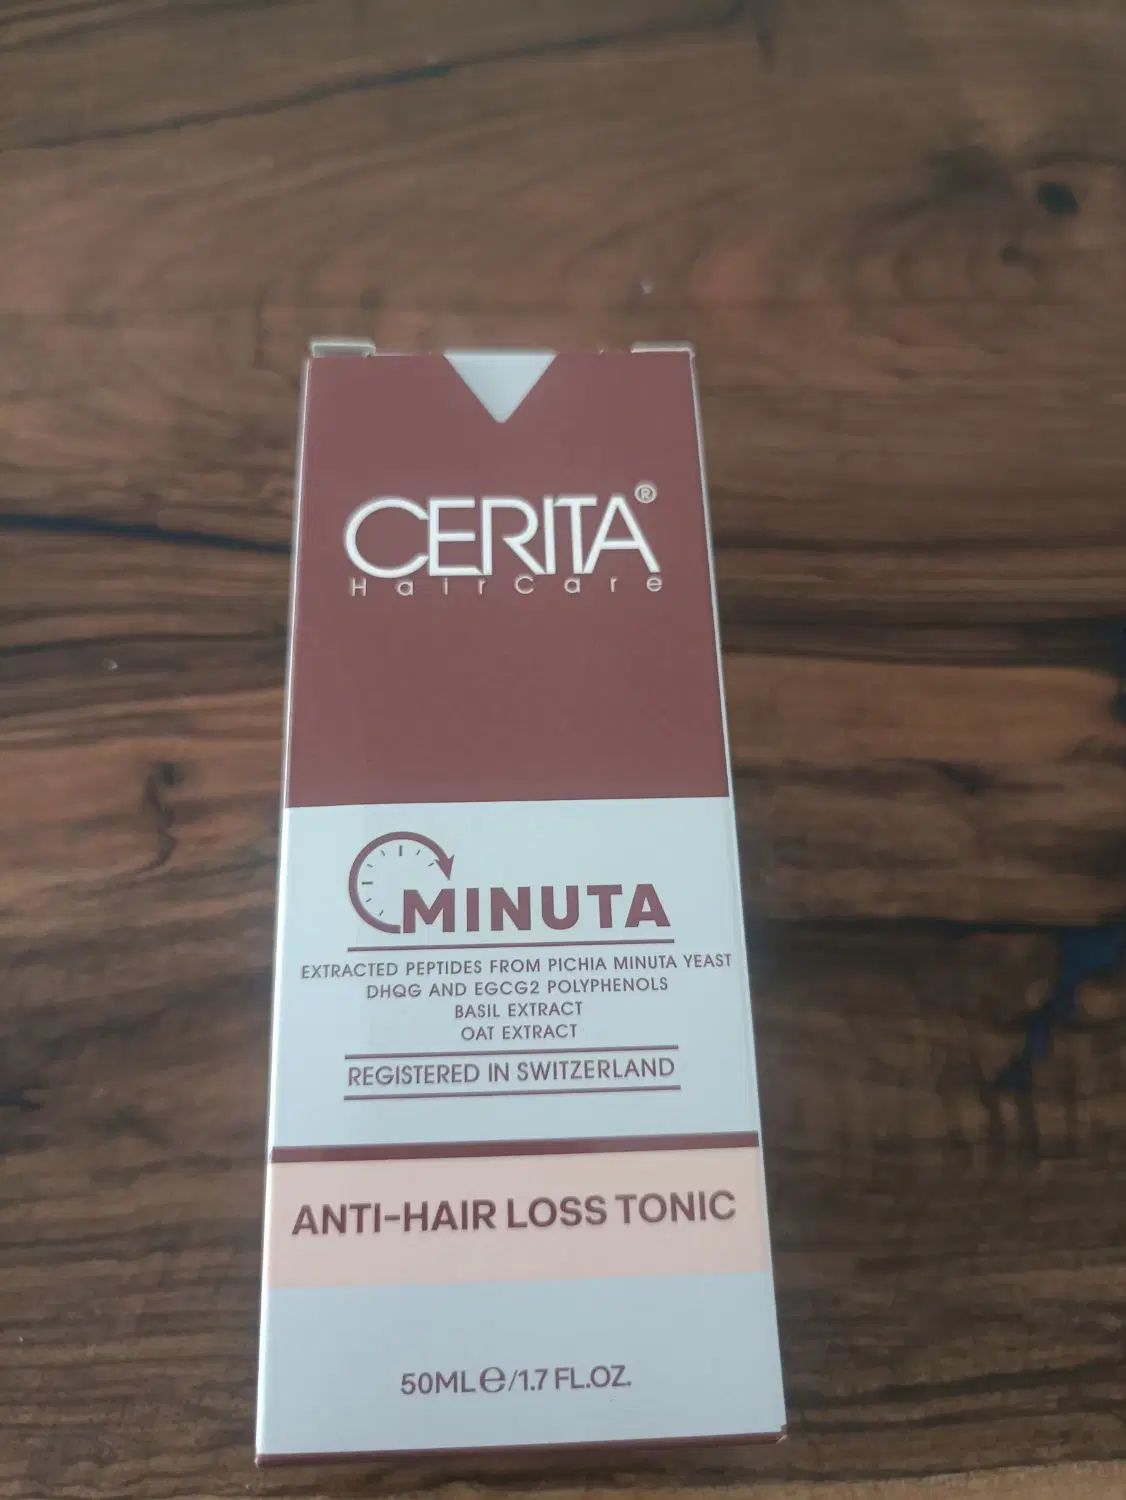 CERITA®
HairCare
MINUTA
EXTRACTED PEPTIDES FROM PICHIA MINUTA YEAST
DHQG AND EGCG2 POLYPHENOLS
BASIL EXTRACT
OAT EXTRACT
REGISTERED IN SWITZERLAND
ANTI-HAIR LOSS TONIC
50ML℮/1.7 FL.OZ.